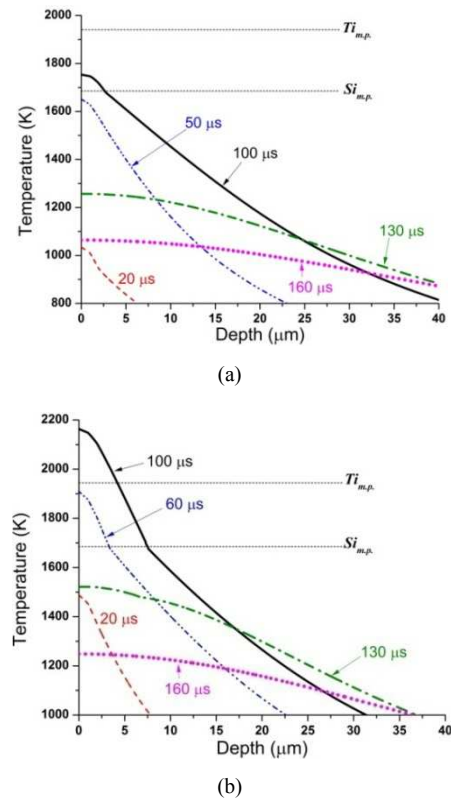 2000
1800
1600
1400
1200
1000
800
Temperature (K)
Ti m.p.
Si m.p.
50 μs
100 μs
130 μs
160 μs
20 μs
0 5 10 15 20 25 30 35 40
Depth (μm)
(a)
2200
2000
1800
1600
1400
1200
1000
Temperature (K)
100 μs
Ti m.p.
60 μs
Si m.p.
20 μs
130 μs
160 μs
0 5 10 15 20 25 30 35 40
Depth (μm)
(b)